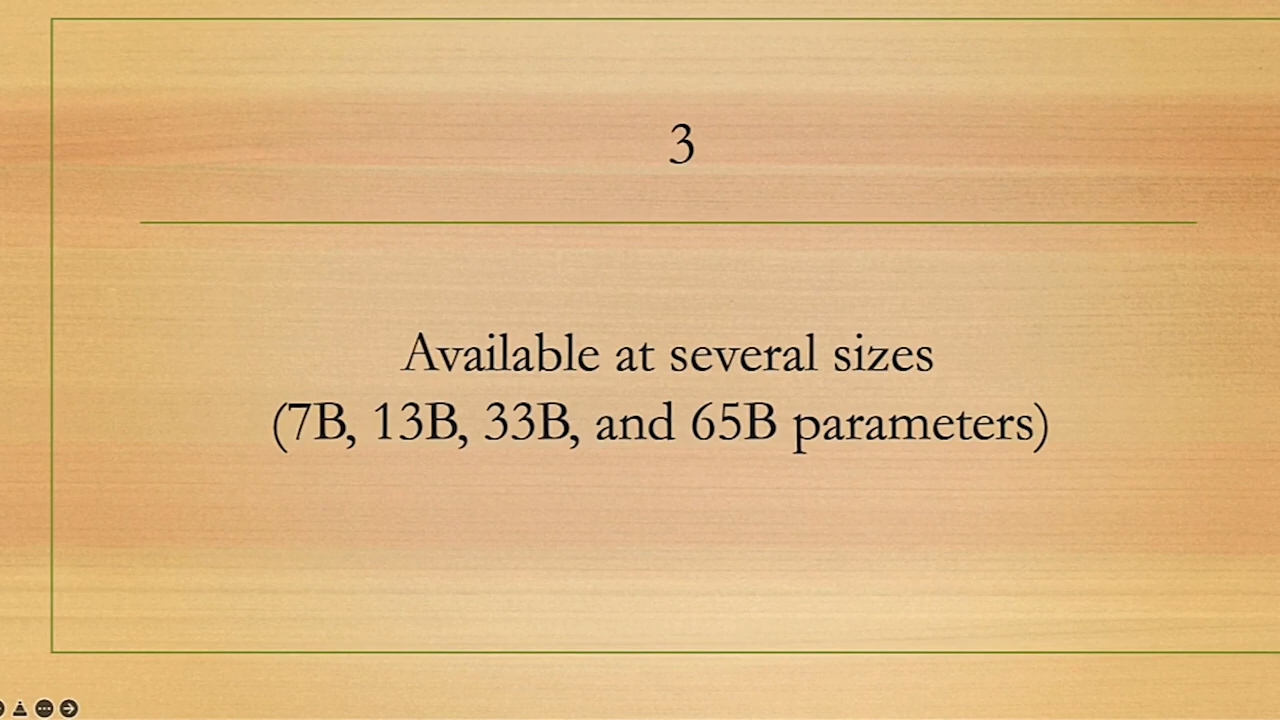 3
Available at several sizes
(7B, 13B, 33B, and 65B parameters)